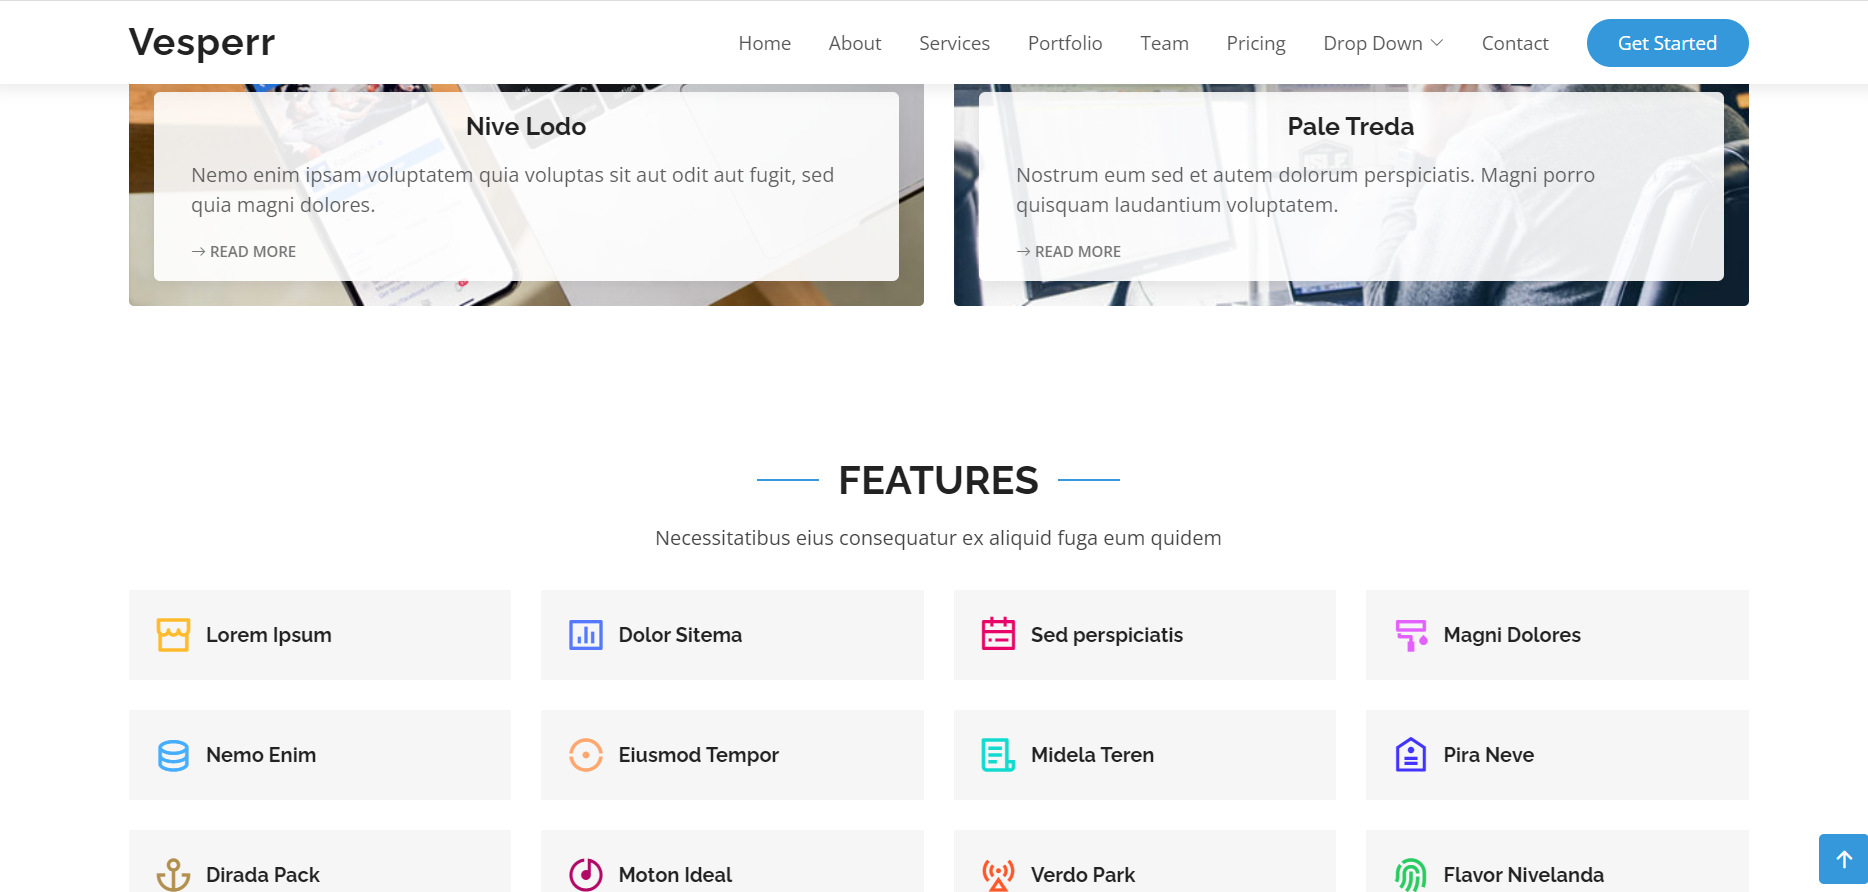 Vesperr
Home About Services Portfolio Team Pricing Drop Down Contact Get Started
Nive Lodo
Nemo enim ipsam voluptatem quia voluptas sit aut odit aut fugit, sed
quia magni dolores.
READ MORE
Pale Treda
Nostrum eum sed et autem dolorum perspiciatis. Magni porro
quisquam laudantium voluptatem.
READ MORE
FEATURES
Necessitatibus eius consequatur ex aliquid fuga eum quidem
Lorem Ipsum
Dolor Sitema
Sed perspiciatis
Magni Dolores
Nemo Enim
Eiusmod Tempor
Midela Teren
Pira Neve
Dirada Pack
Moton Ideal
Verdo Park
Flavor Nivelanda